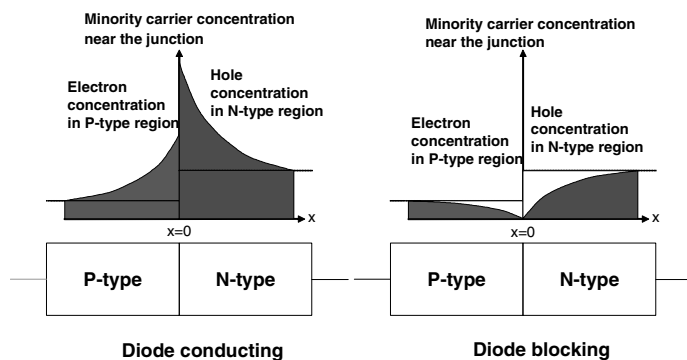 Minority carrier concentration
near the junction
Electron
concentration
in P-type region
Hole
concentration
in N-type region
x
x=0
P-type
N-type
Diode conducting
Minority carrier concentration
near the junction
Electron
concentration
in P-type region
Hole
concentration
in N-type region
x
x=0
P-type
N-type
Diode blocking